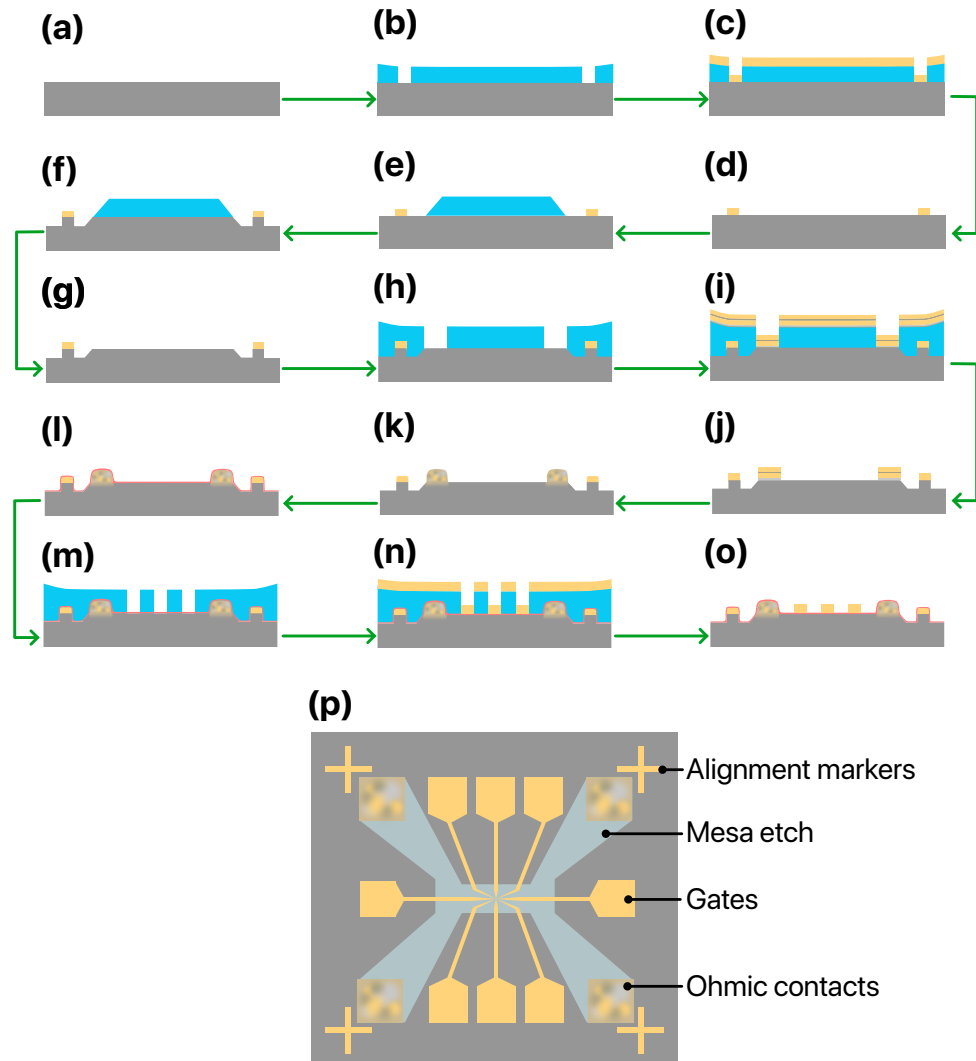 (a)
(b)
(c)
(f)
(e)
(d)
(g)
(h)
(i)
(l)
(k)
(j)
(m)
(n)
(o)
(p)
Alignment markers
Mesa etch
Gates
Ohmic contacts